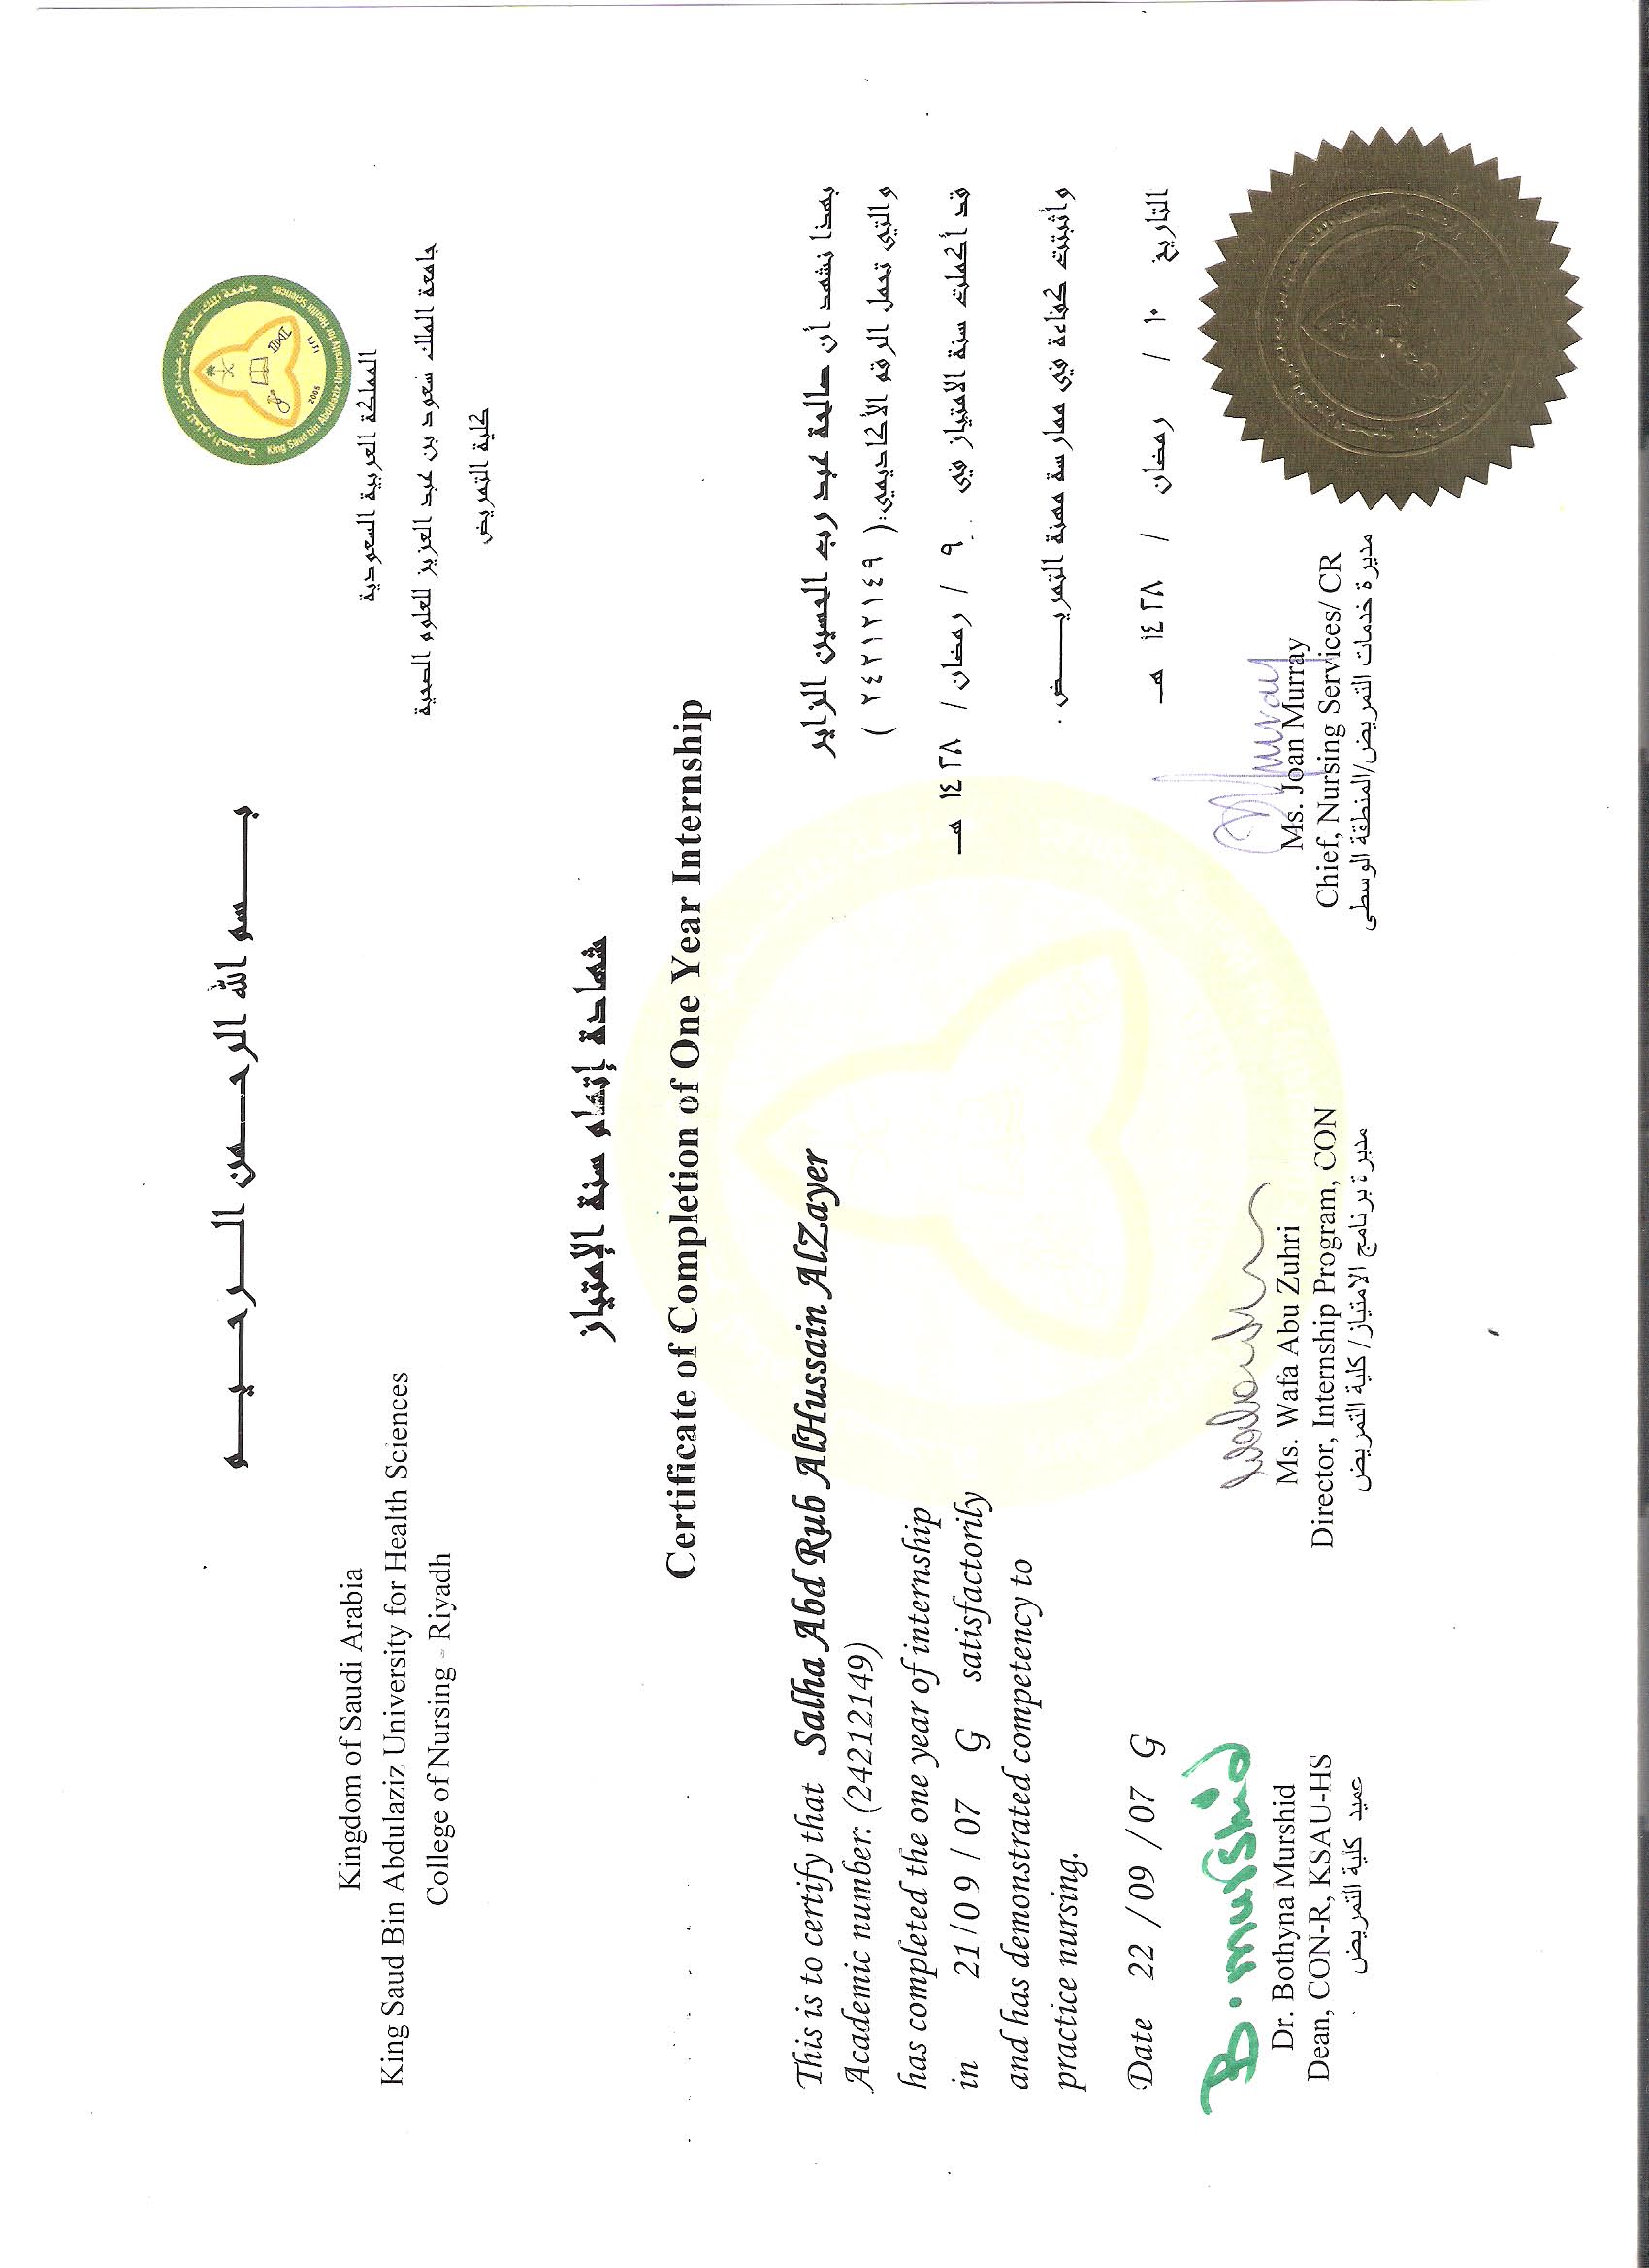 بسم الله الرحمن الرحيم
Kingdom of Saudi Arabia
King Saud Bin Abdulaziz University for Health Sciences
College of Nursing - Riyadh
المملكة العربية السعودية
جامعة الملك سعود بن عبد العزيز للعلوم الصحية
كلية التمريض
جامعة الملك سعود بن عبدالعزيز للعلوم الصحية
King Saud bin Abdulaziz University for Health Sciences
2005 ١٤٢٦
شهادة إتمام سنة الإمتياز
Certificate of Completion of One Year Internship
This is to certify that Salha Abd Rub AlHussain AlZayer
Academic number: (24212149)
has completed the one year of internship
in 21/09/07 G satisfactorily
and has demonstrated competency to
practice nursing.
Date 22 /09 /07 G
بهذا نشهد أن صالحة عبد رب الحسين الزاير
والتي تحمل الرقم الأكاديمي: ( ٢٤٢١٢١٤٩ )
قد أكملت سنة الامتياز في ٩ / رمضان / ١٤٢٨ هـ
وأثبتت كفاءة في ممارسة مهنة التمريـــض .
التاريخ ١٠ / رمضان / ١٤٢٨ هـ
B. murshid
Dr. Bothyna Murshid
Dean, CON-R, KSAU-HS
عميد كلية التمريض
Ms. Wafa Abu Zuhri
Director, Internship Program, CON
مديرة برنامج الامتياز/ كلية التمريض
Murray
Ms. Joan Murray
Chief, Nursing Services/ CR
مديرة خدمات التمريض/المنطقة الوسطى